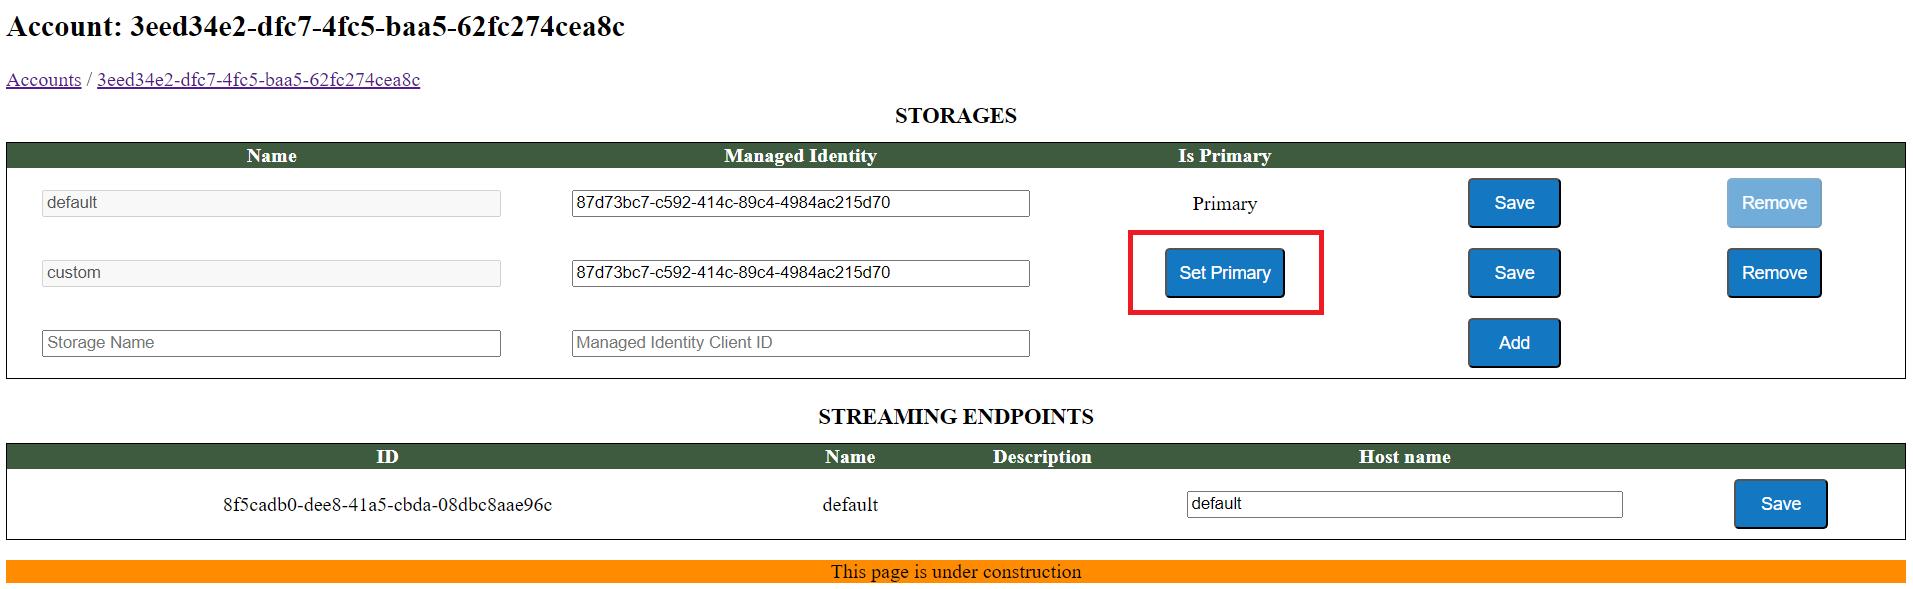 Account: 3eed34e2-dfc7-4fc5-baa5-62fc274cea8c
Accounts / 3eed34e2-dfc7-4fc5-baa5-62fc274cea8c
STORAGES
Name Managed Identity Is Primary
default 87d73bc7-c592-414c-89c4-4984ac215d70 Primary Save Remove
custom 87d73bc7-c592-414c-89c4-4984ac215d70 Set Primary Save Remove
Storage Name Managed Identity Client ID Add
STREAMING ENDPOINTS
ID Name Description Host name
8f5cadb0-dee8-41a5-cbda-08dbc8aae96c default default Save
This page is under construction